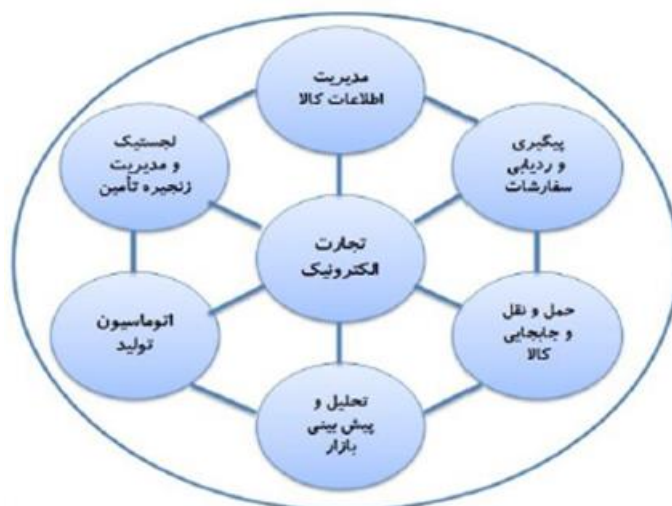 مدیریت
اطلاعات کالا
پیگیری
و ردیابی
سفارشات
لجستیک
و مدیریت
زنجیره تأمین
تجارت
الکترونیک
حمل و نقل
و جابجایی
کالا
اتوماسیون
تولید
تحلیل و
پیش بینی
بازار